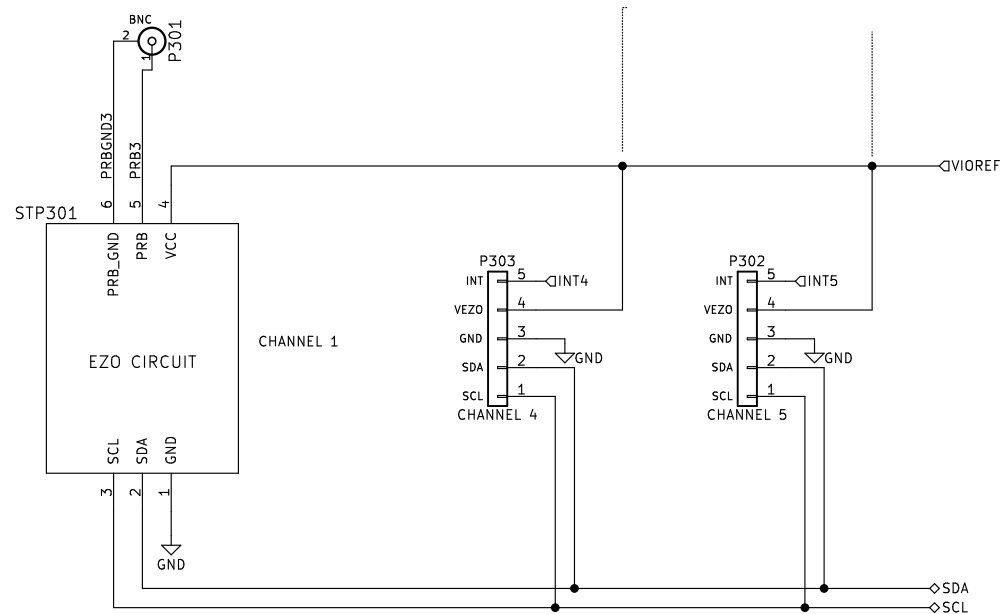 BNC
2
P301
1
PRBGND3
PRB3
VIOREF
6
5
4
STP301
PRB_GND
PRB
VCC
EZO CIRCUIT
CHANNEL 1
SCL
SDA
GND
3
2
1
GND
P303
INT
5
INT4
VEZO
4
GND
3
GND
SDA
2
SCL
1
CHANNEL 4
P302
INT
5
INT5
VEZO
4
GND
3
GND
SDA
2
SCL
1
CHANNEL 5
SDA
SCL